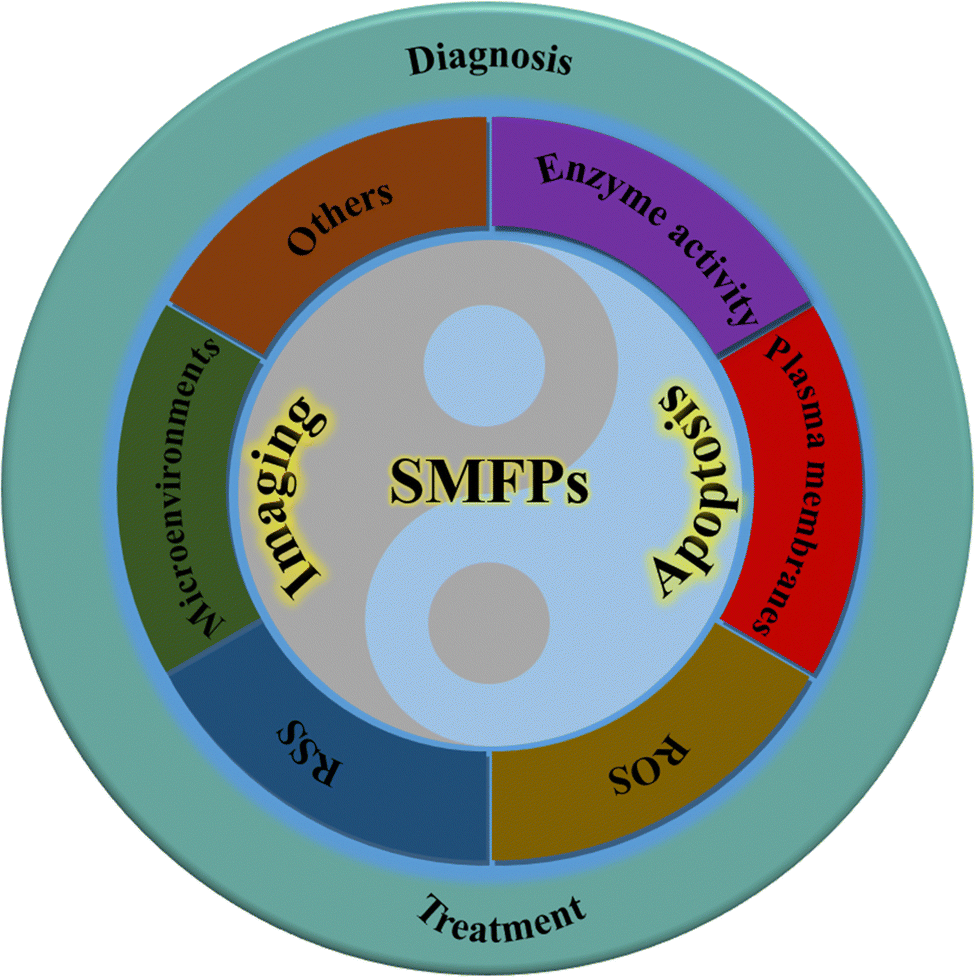 Diagnosis
Others
Enzyme activity
Microenvironments
Plasma membranes
Imaging
SMFPs
Apoptosis
RSS
ROS
Treatment